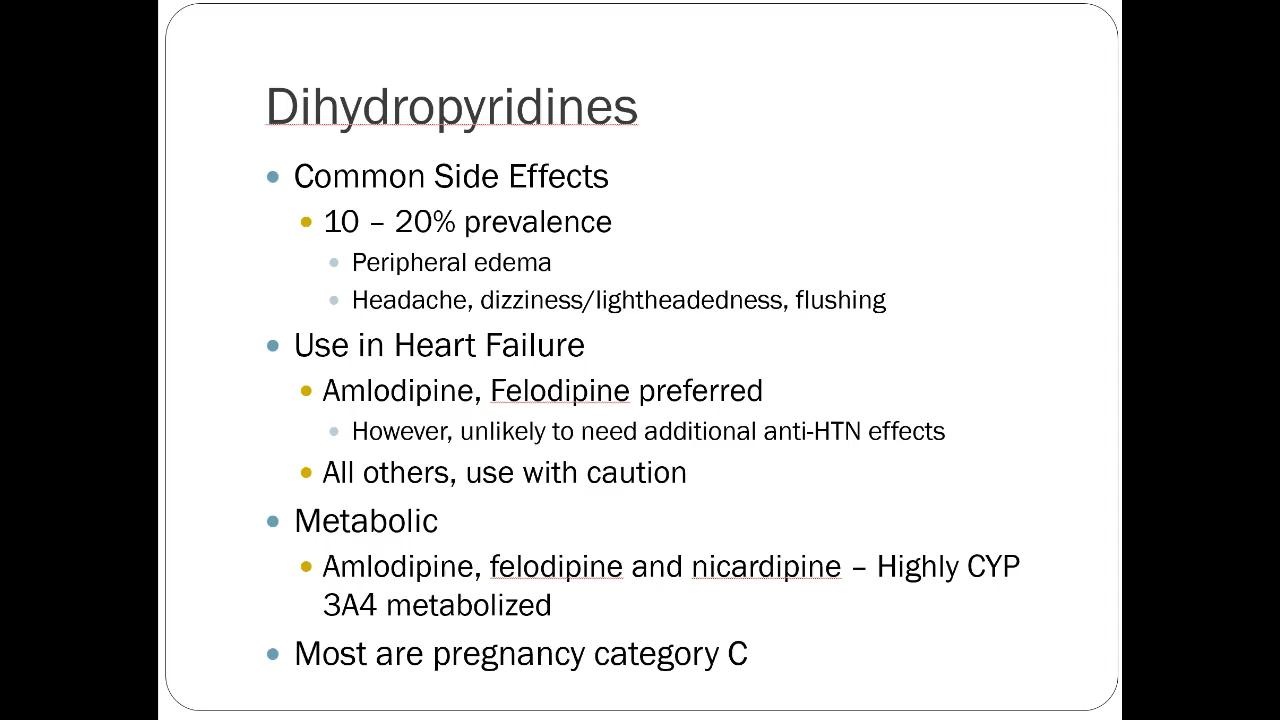 Dihydropyridines
• Common Side Effects
• 10 – 20% prevalence
• Peripheral edema
• Headache, dizziness/lightheadedness, flushing
• Use in Heart Failure
• Amlodipine, Felodipine preferred
• However, unlikely to need additional anti-HTN effects
• All others, use with caution
• Metabolic
• Amlodipine, felodipine and nicardipine – Highly CYP
3A4 metabolized
• Most are pregnancy category C